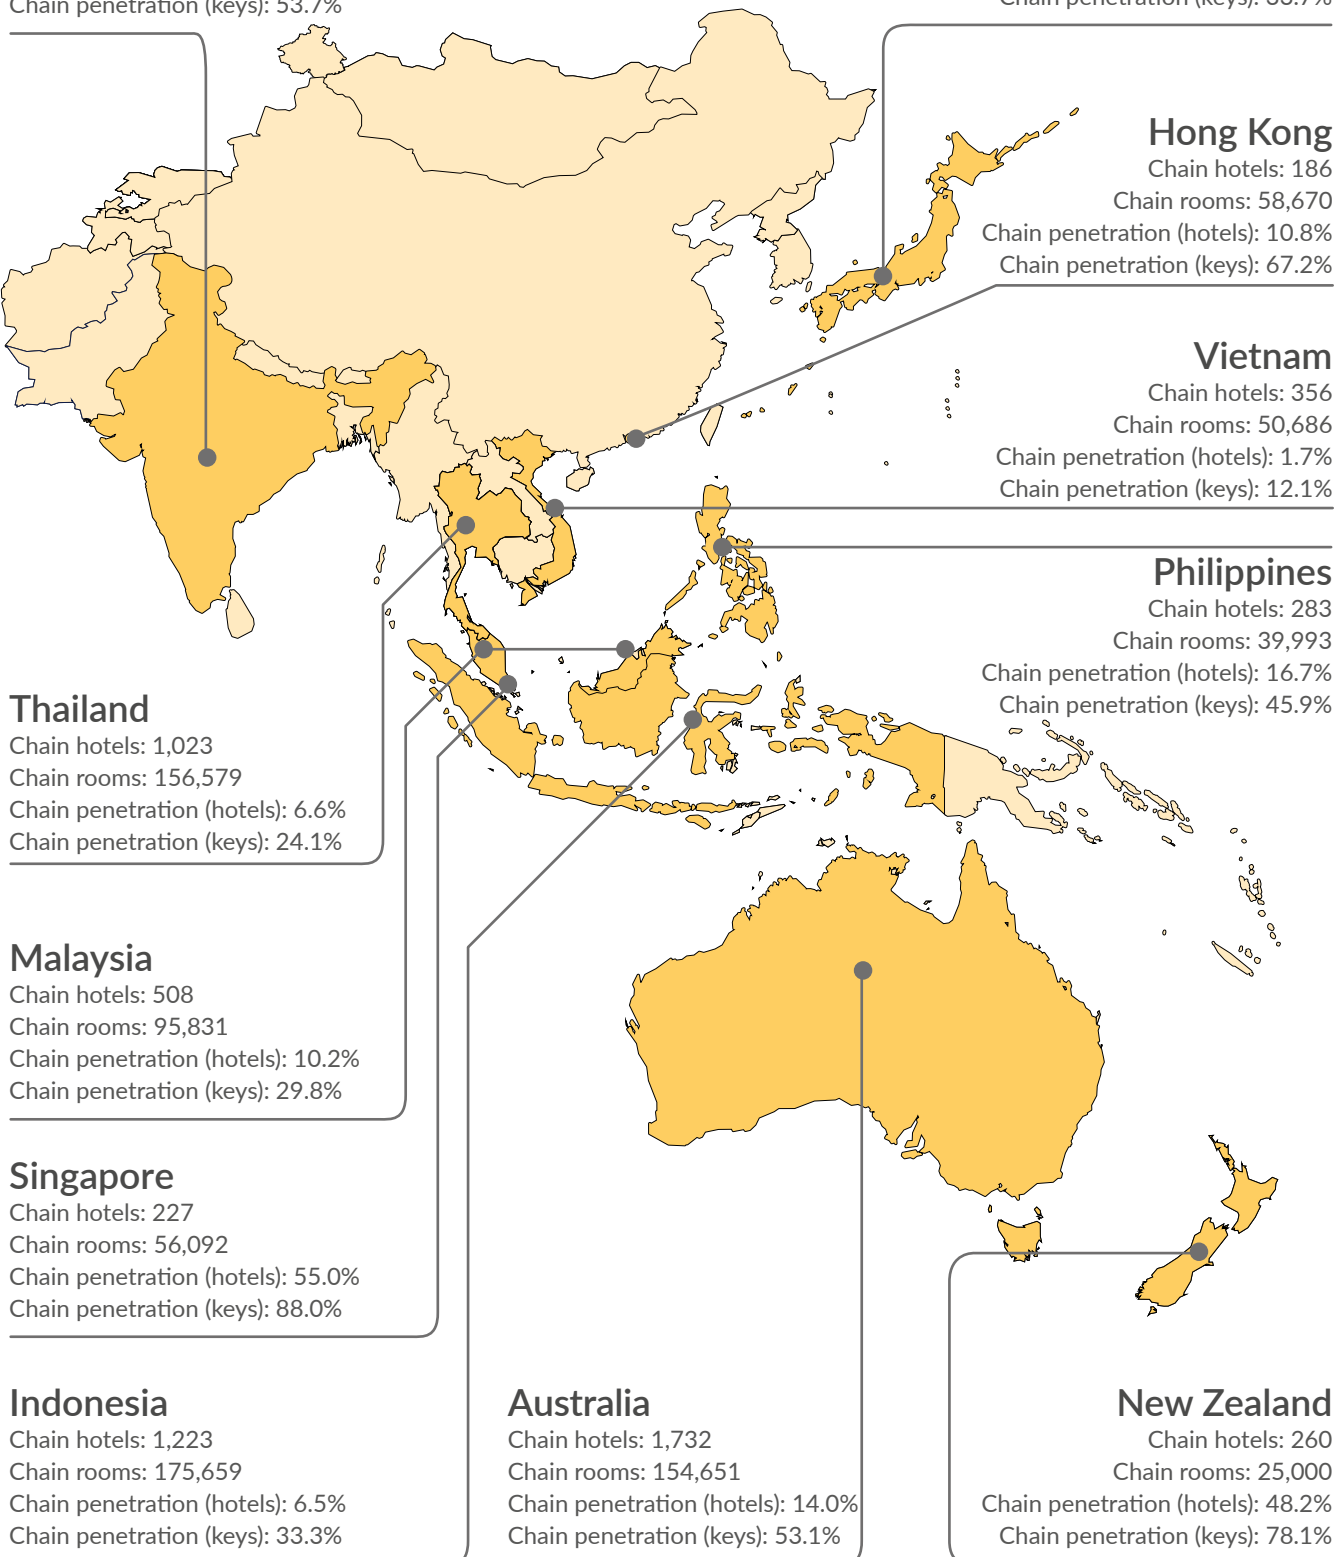 Chain penetration (keys): 53.7%
Hong Kong
Chain hotels: 186
Chain rooms: 58,670
Chain penetration (hotels): 10.8%
Chain penetration (keys): 67.2%
Vietnam
Chain hotels: 356
Chain rooms: 50,686
Chain penetration (hotels): 1.7%
Chain penetration (keys): 12.1%
Philippines
Chain hotels: 283
Chain rooms: 39,993
Chain penetration (hotels): 16.7%
Chain penetration (keys): 45.9%
Thailand
Chain hotels: 1,023
Chain rooms: 156,579
Chain penetration (hotels): 6.6%
Chain penetration (keys): 24.1%
Malaysia
Chain hotels: 508
Chain rooms: 95,831
Chain penetration (hotels): 10.2%
Chain penetration (keys): 29.8%
Singapore
Chain hotels: 227
Chain rooms: 56,092
Chain penetration (hotels): 55.0%
Chain penetration (keys): 88.0%
Indonesia
Chain hotels: 1,223
Chain rooms: 175,659
Chain penetration (hotels): 6.5%
Chain penetration (keys): 33.3%
Australia
Chain hotels: 1,732
Chain rooms: 154,651
Chain penetration (hotels): 14.0%
Chain penetration (keys): 53.1%
New Zealand
Chain hotels: 260
Chain rooms: 25,000
Chain penetration (hotels): 48.2%
Chain penetration (keys): 78.1%